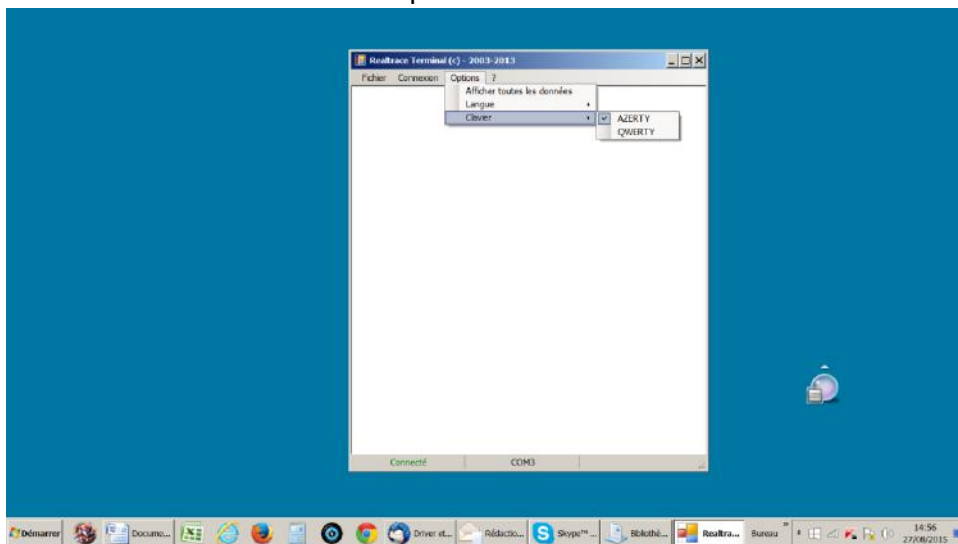 Realtrace Terminal (c) - 2003-2013
Fichier Connexion Options ?
Afficher toutes les données
Langue
Clavier
AZERTY
QWERTY
Connecté COM3
Démarrer Docume... Driver et... Rédactio... Skype™ ... Bibliothè... Realtra... Bureau 14:56
27/08/2015